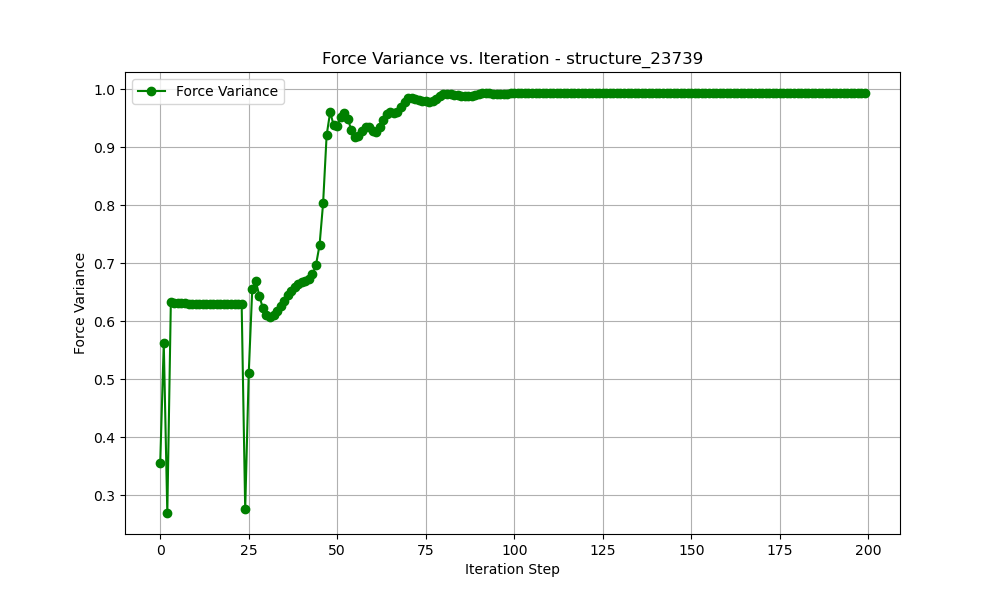 Force Variance vs. Iteration - structure_23739
Force Variance
1.0
0.9
0.8
0.7
0.6
0.5
0.4
0.3
Force Variance
0 25 50 75 100 125 150 175 200
Iteration Step